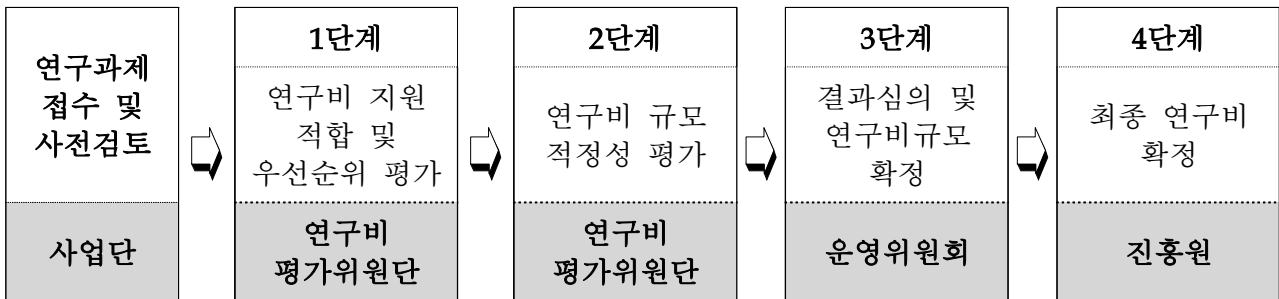 연구과제
접수 및
사전검토
사업단
1단계
연구비 지원
적합 및
우선순위 평가
연구비
평가위원단
2단계
연구비 규모
적정성 평가
연구비
평가위원단
3단계
결과심의 및
연구비규모
확정
운영위원회
4단계
최종 연구비
확정
진흥원